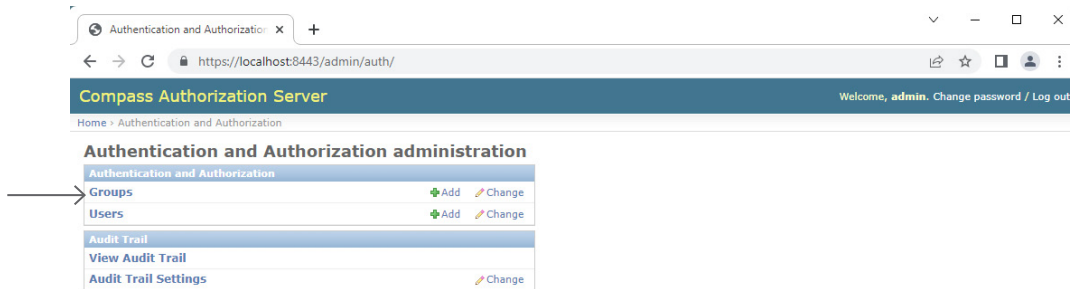 Authentication and Authorization
https://localhost:8443/admin/auth/
Compass Authorization Server Welcome, admin. Change password / Log out
Home › Authentication and Authorization
Authentication and Authorization administration
Authentication and Authorization
Groups Add Change
Users Add Change
Audit Trail
View Audit Trail
Audit Trail Settings Change